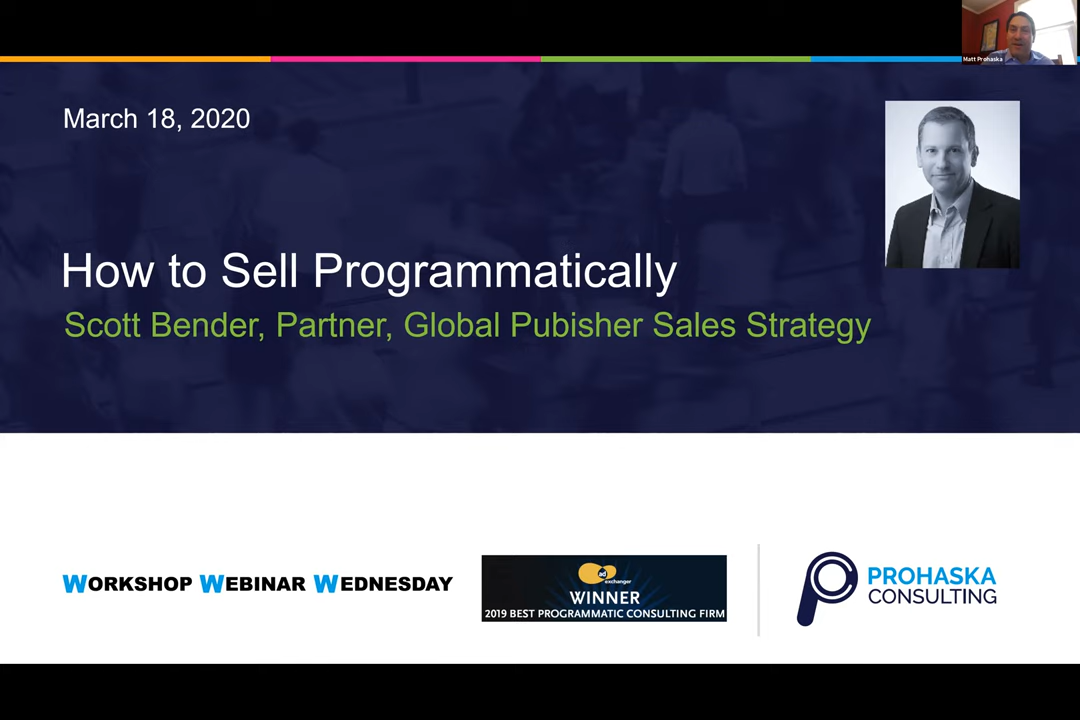 Matt Prohaska
March 18, 2020
How to Sell Programmatically
Scott Bender, Partner, Global Pubisher Sales Strategy
WORKSHOP WEBINAR WEDNESDAY
ad
exchanger
WINNER
2019 BEST PROGRAMMATIC CONSULTING FIRM
PROHASKA
CONSULTING